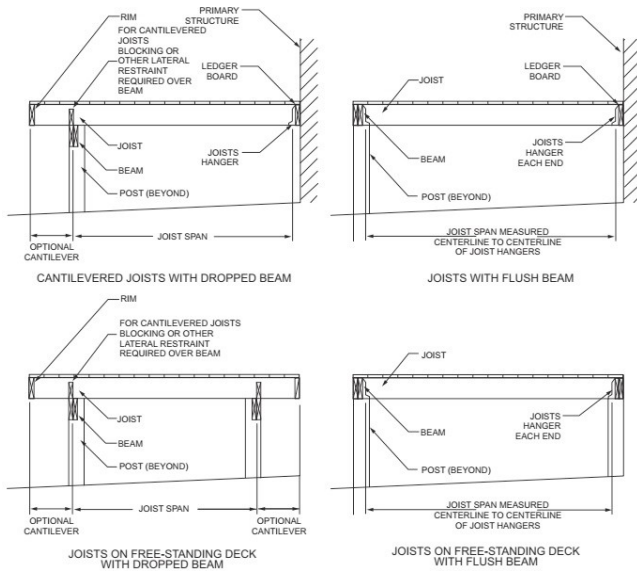 RIM
FOR CANTILEVERED
JOISTS
BLOCKING OR
OTHER LATERAL
RESTRAINT
REQUIRED OVER
BEAM
PRIMARY
STRUCTURE
LEDGER
BOARD
JOIST
BEAM
JOISTS
HANGER
POST (BEYOND)
JOIST SPAN
OPTIONAL
CANTILEVER
CANTILEVERED JOISTS WITH DROPPED BEAM
PRIMARY
STRUCTURE
LEDGER
BOARD
JOIST
BEAM
JOISTS
HANGER
EACH END
POST (BEYOND)
JOIST SPAN MEASURED
CENTERLINE TO CENTERLINE
OF JOIST HANGERS
JOISTS WITH FLUSH BEAM
RIM
FOR CANTILEVERED JOISTS
BLOCKING OR OTHER
LATERAL RESTRAINT
REQUIRED OVER BEAM
JOIST
BEAM
POST (BEYOND)
JOIST SPAN
OPTIONAL
CANTILEVER
OPTIONAL
CANTILEVER
JOISTS ON FREE-STANDING DECK
WITH DROPPED BEAM
JOIST
BEAM
JOISTS
HANGER
EACH END
POST (BEYOND)
JOIST SPAN MEASURED
CENTERLINE TO CENTERLINE
OF JOIST HANGERS
JOISTS ON FREE-STANDING DECK
WITH FLUSH BEAM